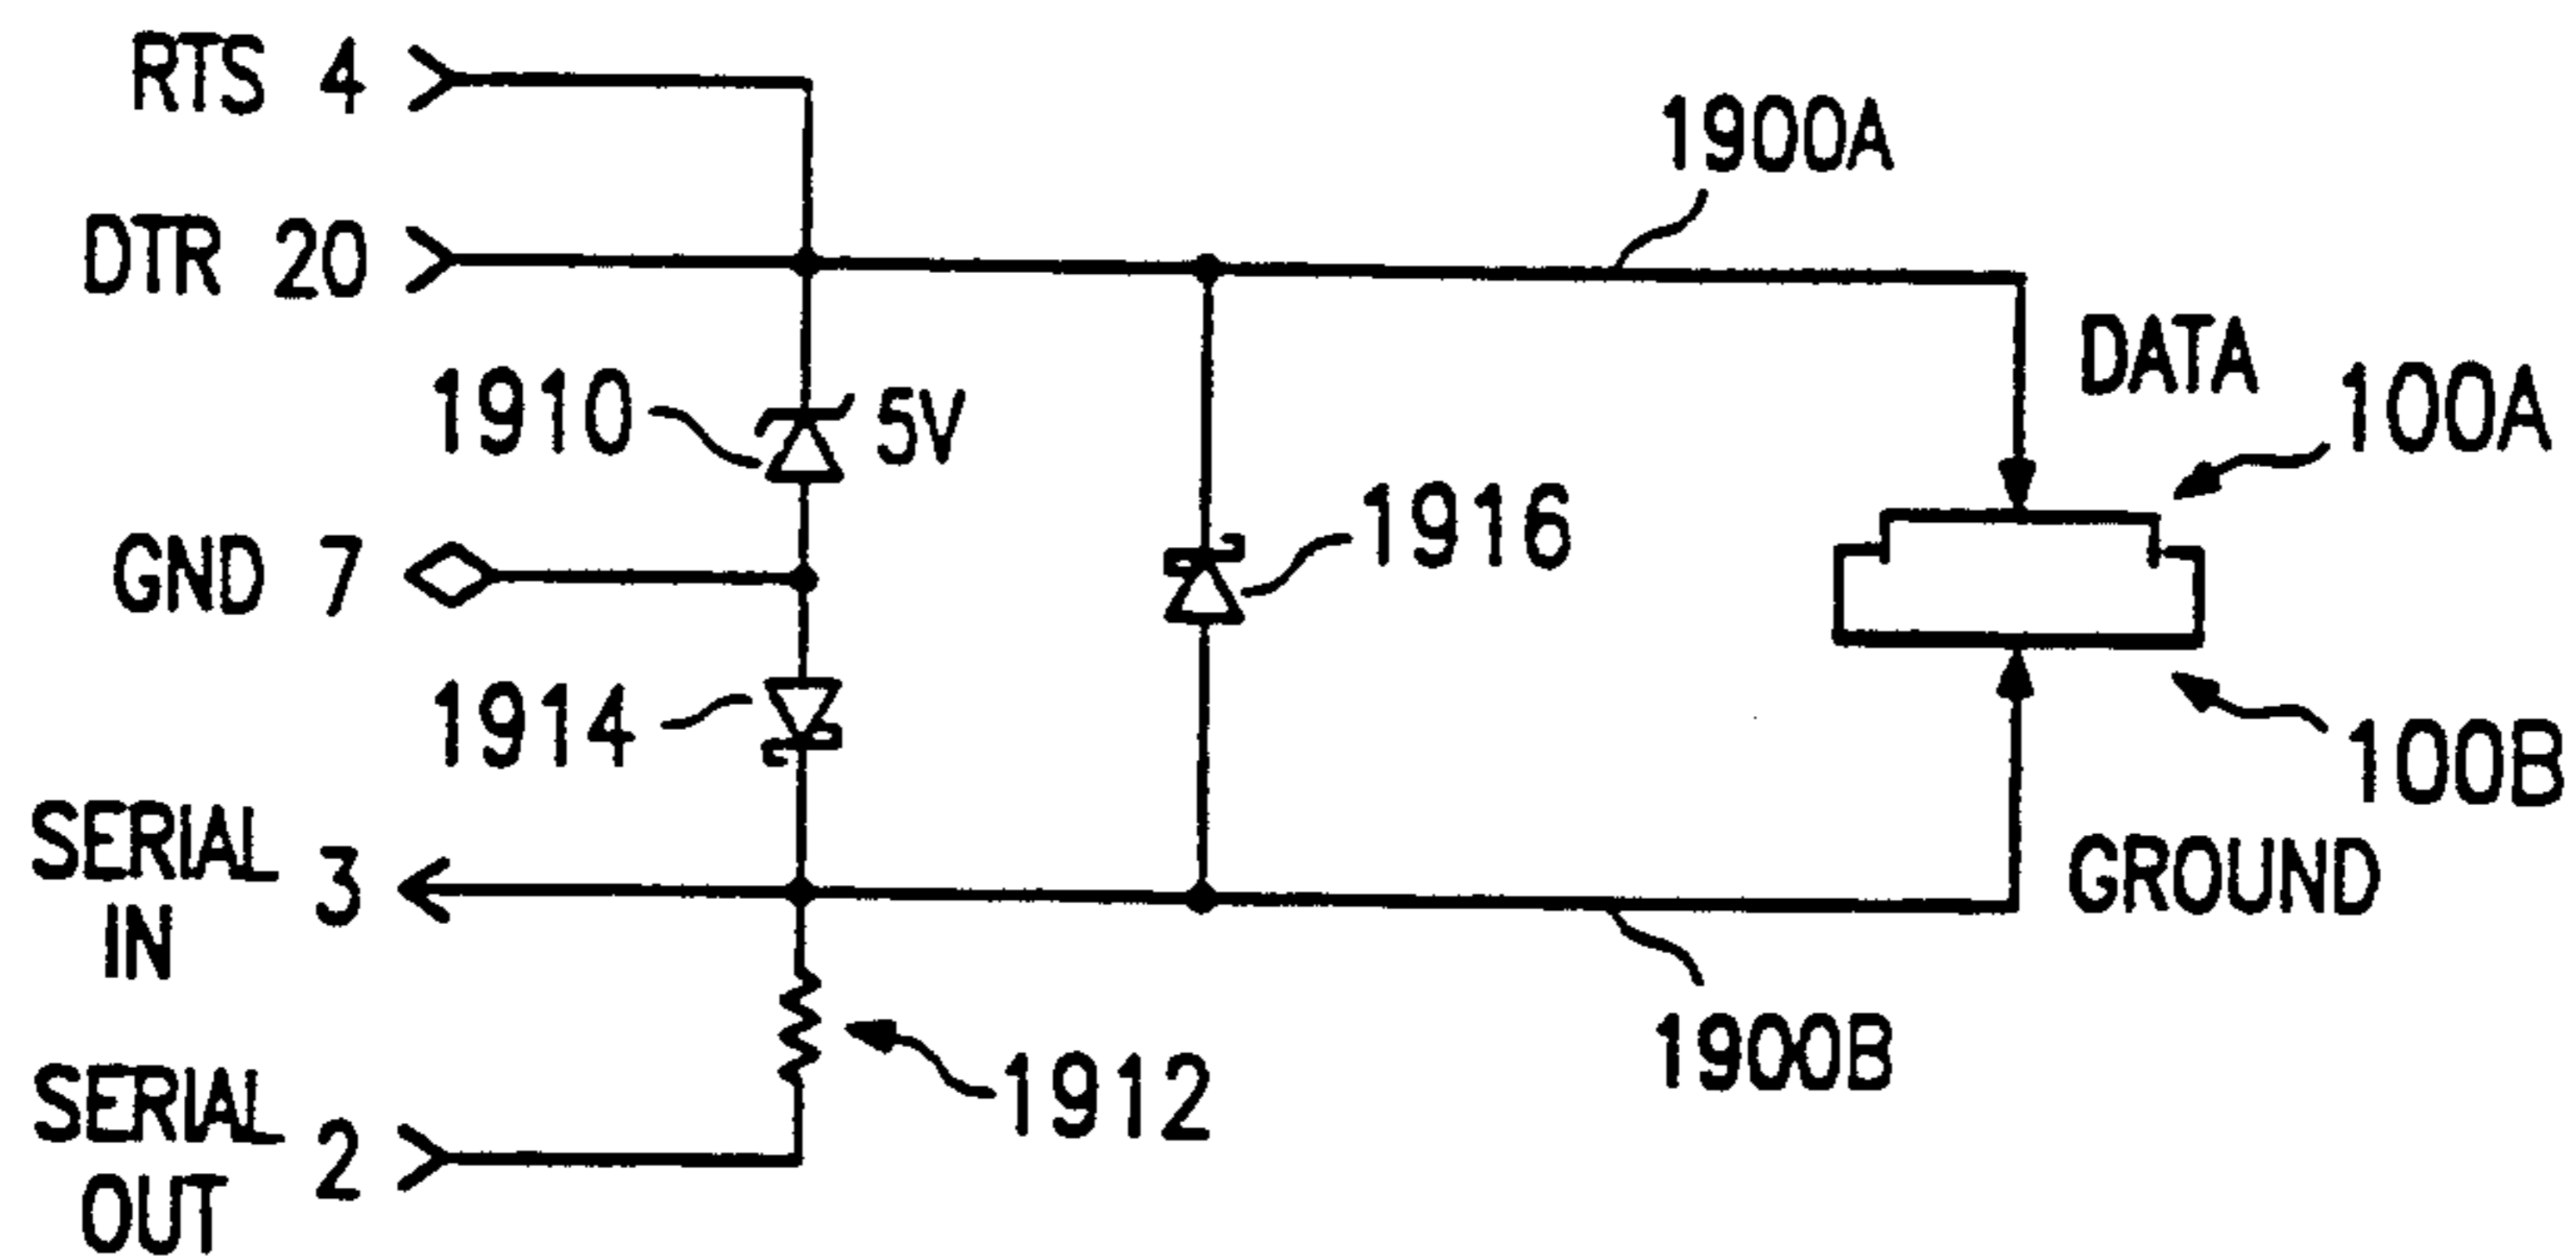 RTS 4
1900A
DTR 20
DATA
100A
1910
5V
1916
GND 7
1914
100B
SERIAL
IN
3
GROUND
1900B
1912
SERIAL
OUT
2